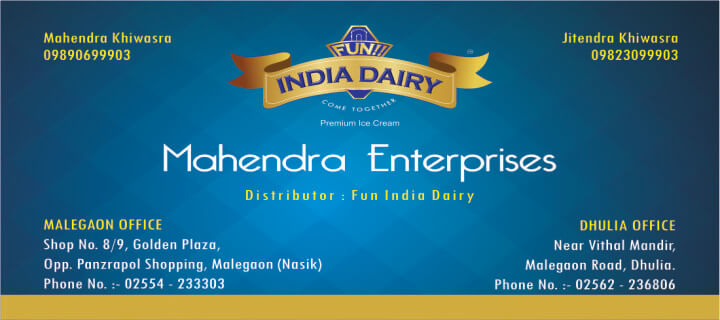 Mahendra Khiwasra
09890699903
Jitendra Khiwasra
09823099903
FUN!!
INDIA DAIRY
COME TOGETHER
Premium Ice Cream
Mahendra Enterprises
Distributor : Fun India Dairy
MALEGAON OFFICE
Shop No. 8/9, Golden Plaza,
Opp. Panzrapol Shopping, Malegaon (Nasik)
Phone No. :- 02554 - 233303
DHULIA OFFICE
Near Vithal Mandir,
Malegaon Road, Dhulia.
Phone No. :- 02562 - 236806